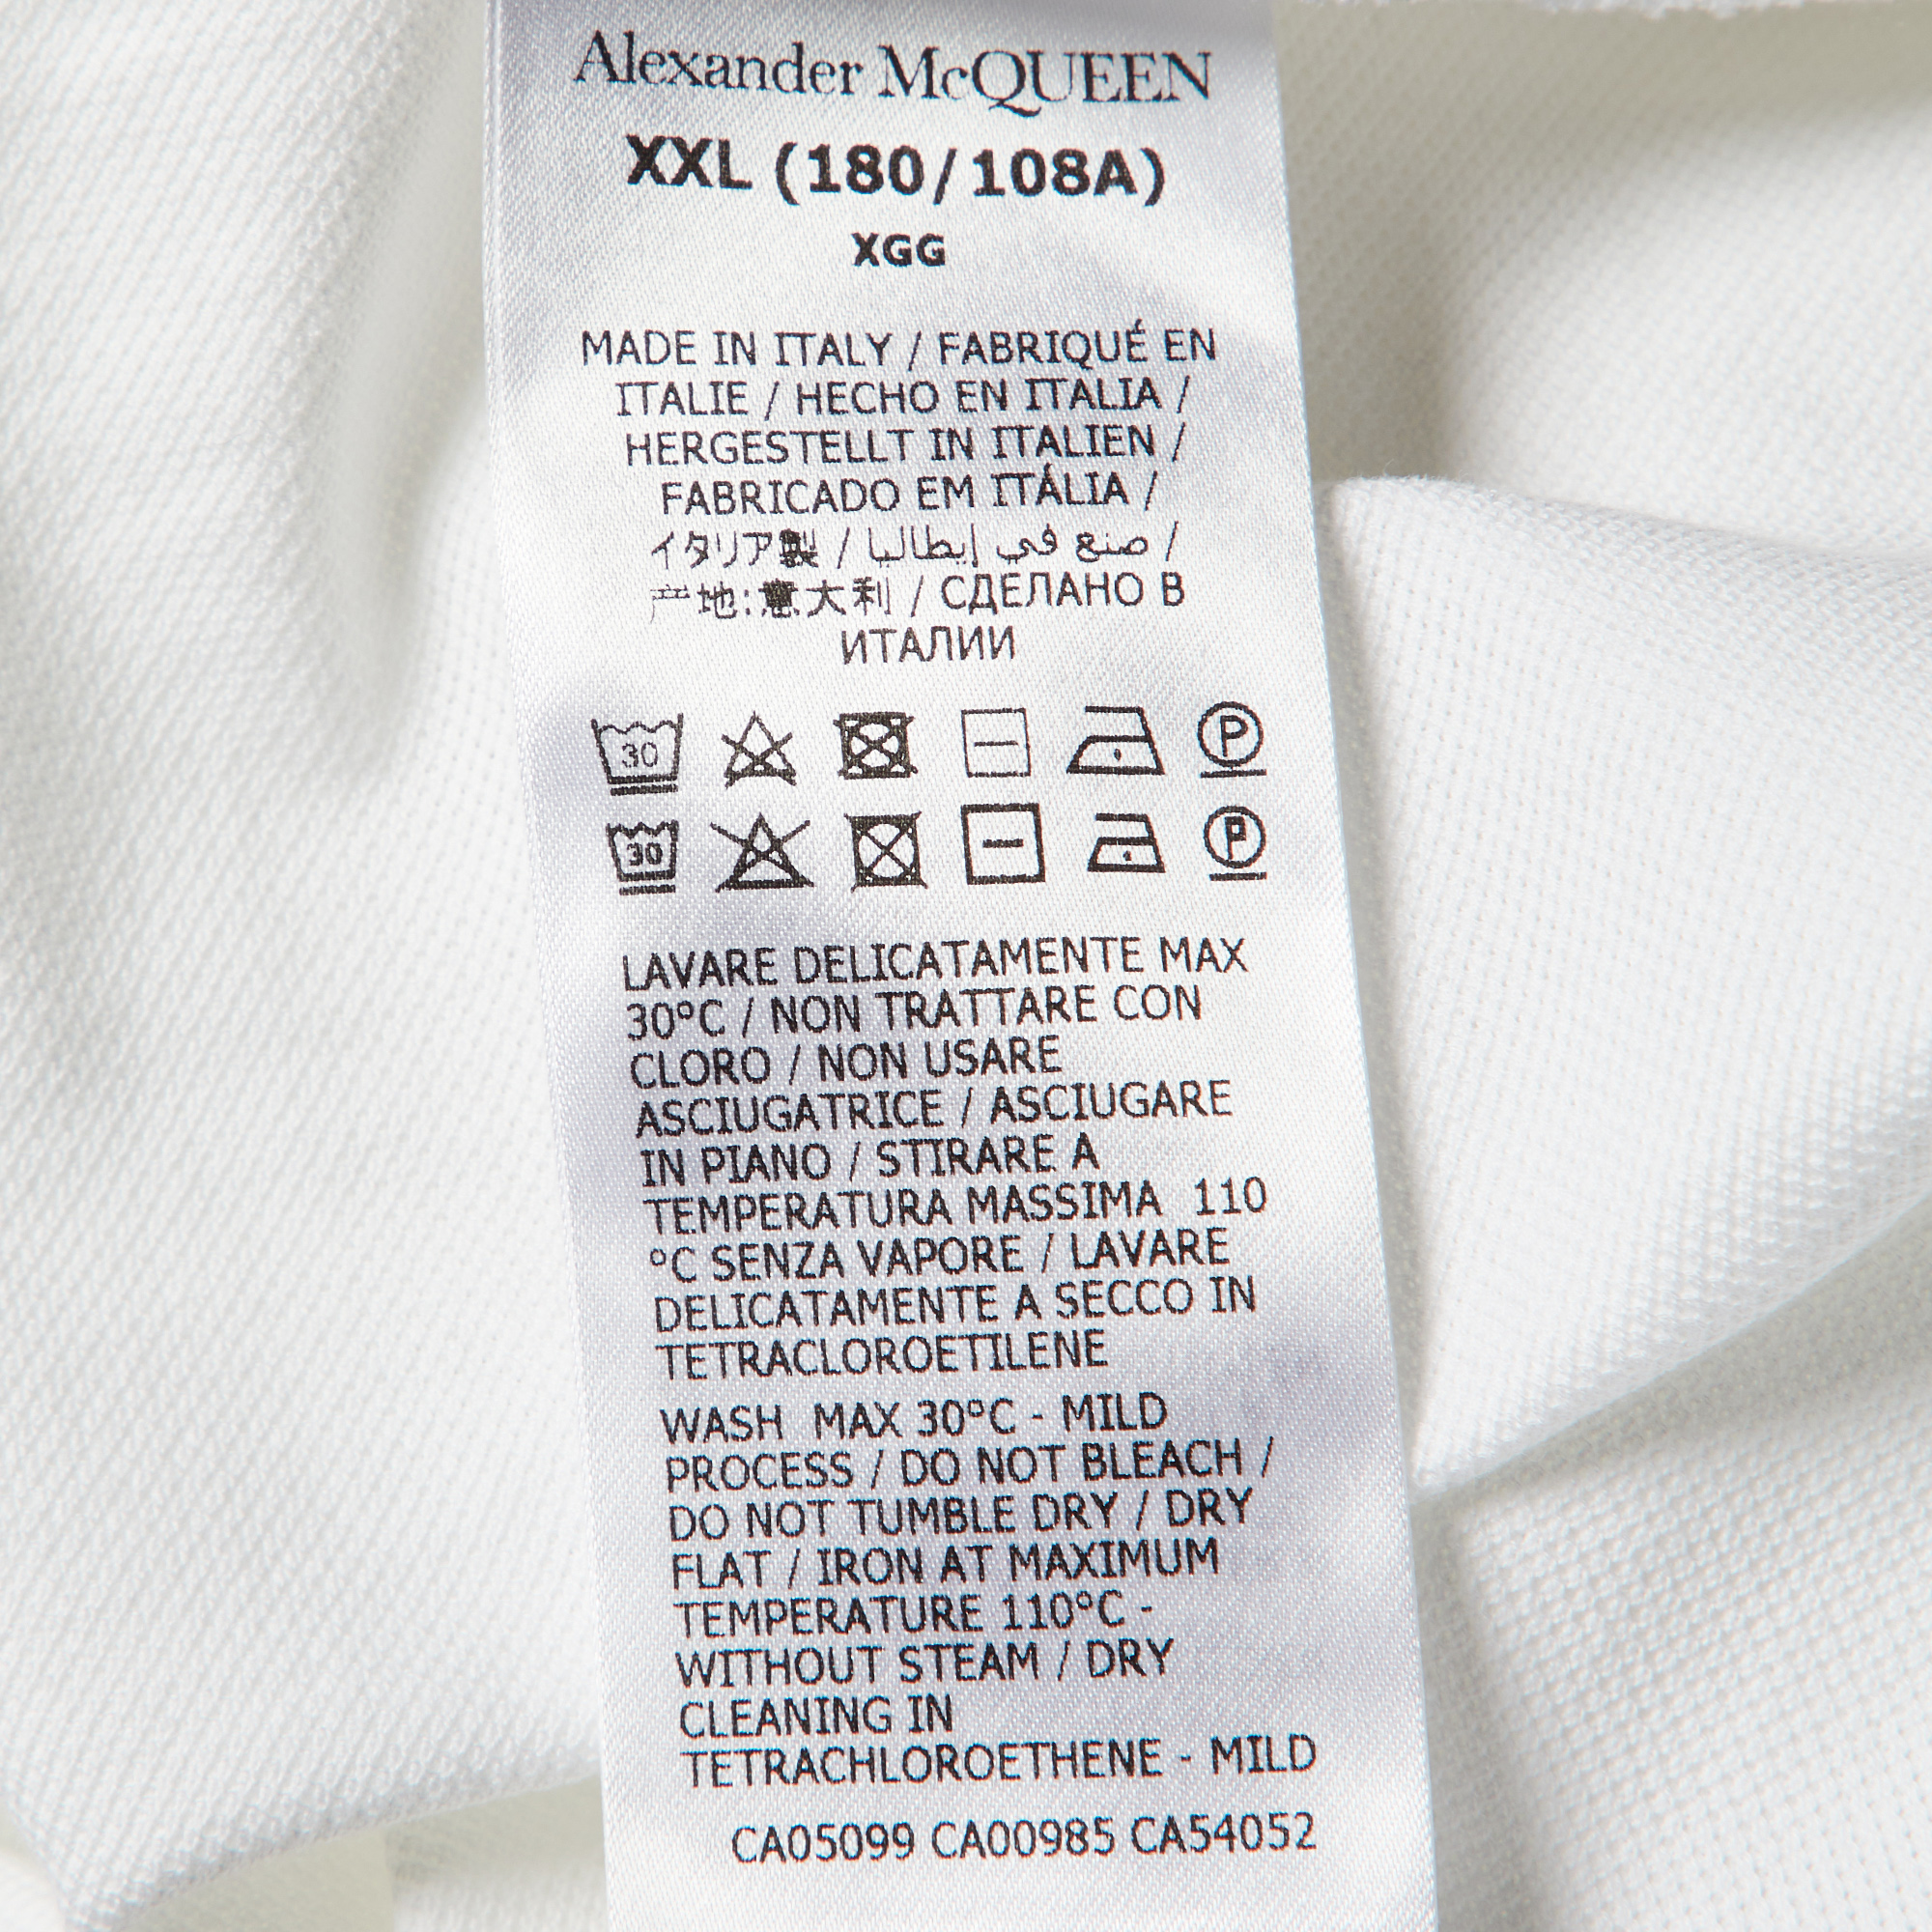 Alexander McQUEEN
XXL (180/108A)
XGG
MADE IN ITALY / FABRIQUÉ EN
ITALIE / HECHO EN ITALIA /
HERGESTELLT IN ITALIEN /
FABRICADO EM ITÁLIA /
イタリア製 / صنع في إيطاليا /
产地:意大利 / СДЕЛАНО В
ИТАЛИИ
30 P
30 P
LAVARE DELICATAMENTE MAX
30°C / NON TRATTARE CON
CLORO / NON USARE
ASCIUGATRICE / ASCIUGARE
IN PIANO / STIRARE A
TEMPERATURA MASSIMA 110
°C SENZA VAPORE / LAVARE
DELICATAMENTE A SECCO IN
TETRACLOROETILENE
WASH MAX 30°C - MILD
PROCESS / DO NOT BLEACH /
DO NOT TUMBLE DRY / DRY
FLAT / IRON AT MAXIMUM
TEMPERATURE 110°C -
WITHOUT STEAM / DRY
CLEANING IN
TETRACHLOROETHENE - MILD
CA05099 CA00985 CA54052